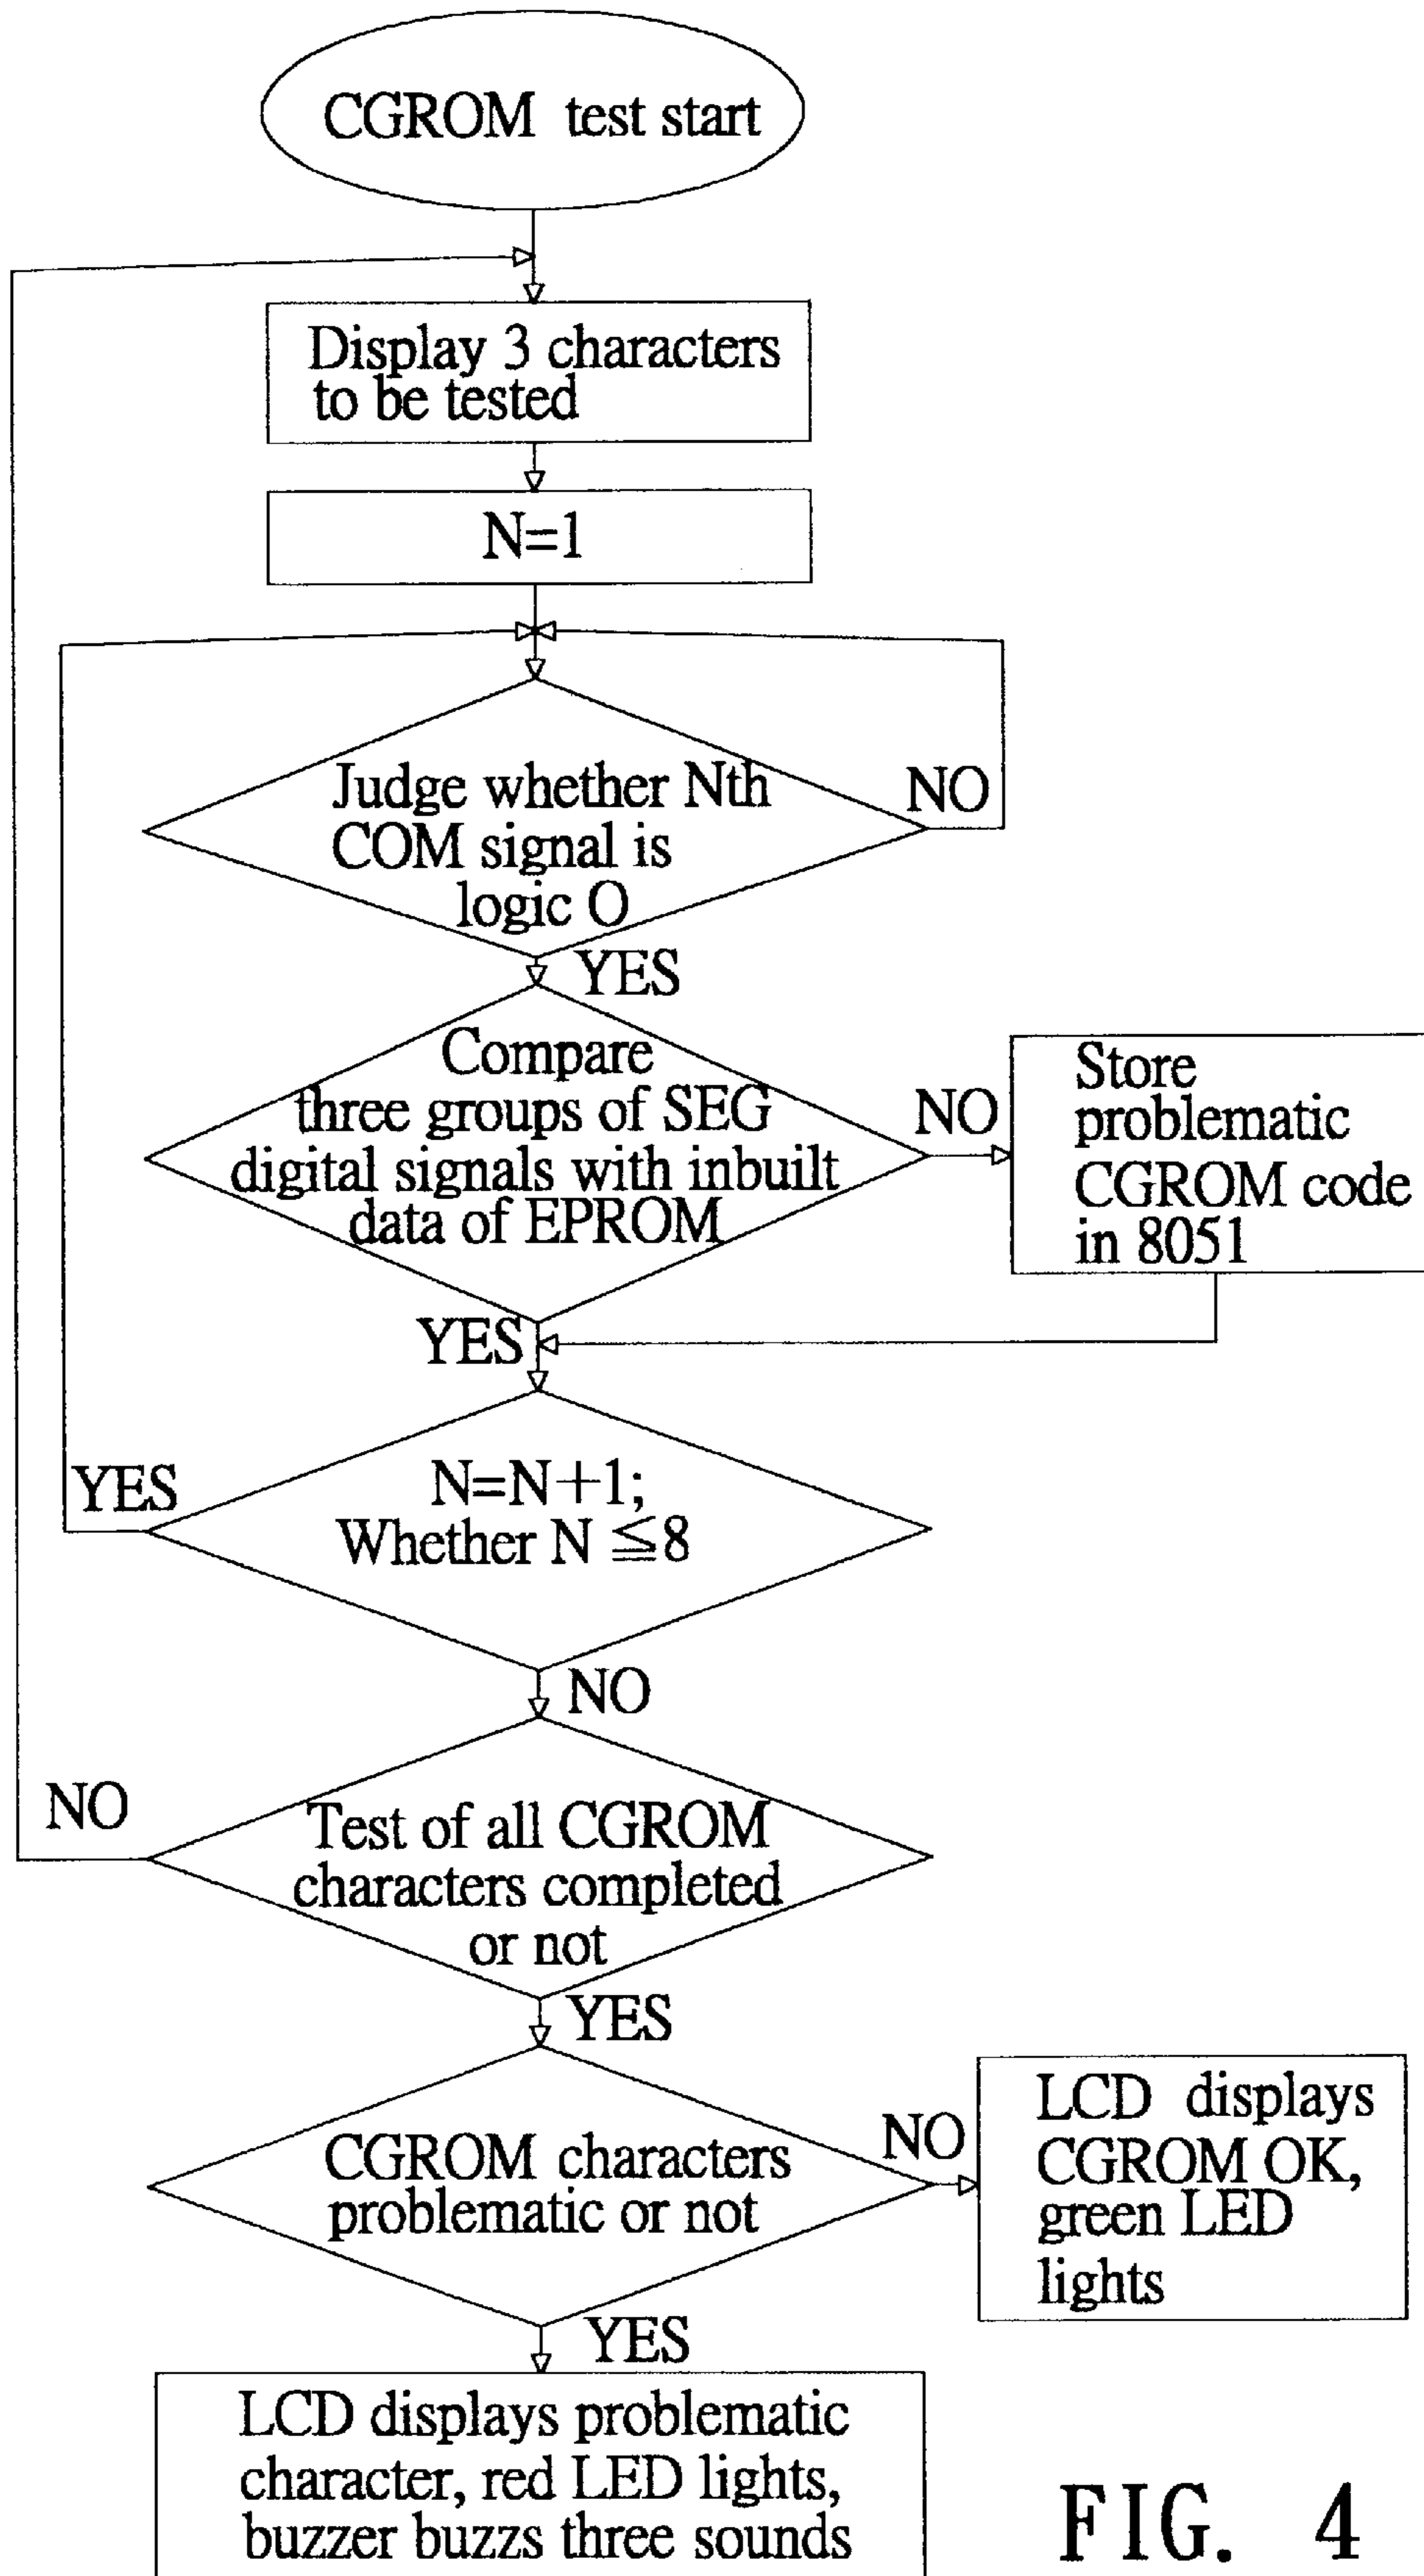 CGROM test start
Display 3 characters
to be tested
N=1
Judge whether Nth
COM signal is
logic O
NO
YES
Compare
three groups of SEG
digital signals with inbuilt
data of EPROM
NO
Store
problematic
CGROM code
in 8051
YES
N=N+1;
Whether N ≦8
YES
NO
Test of all CGROM
characters completed
or not
NO
YES
CGROM characters
problematic or not
NO
LCD displays
CGROM OK,
green LED
lights
YES
LCD displays problematic
character, red LED lights,
buzzer buzzs three sounds
FIG. 4